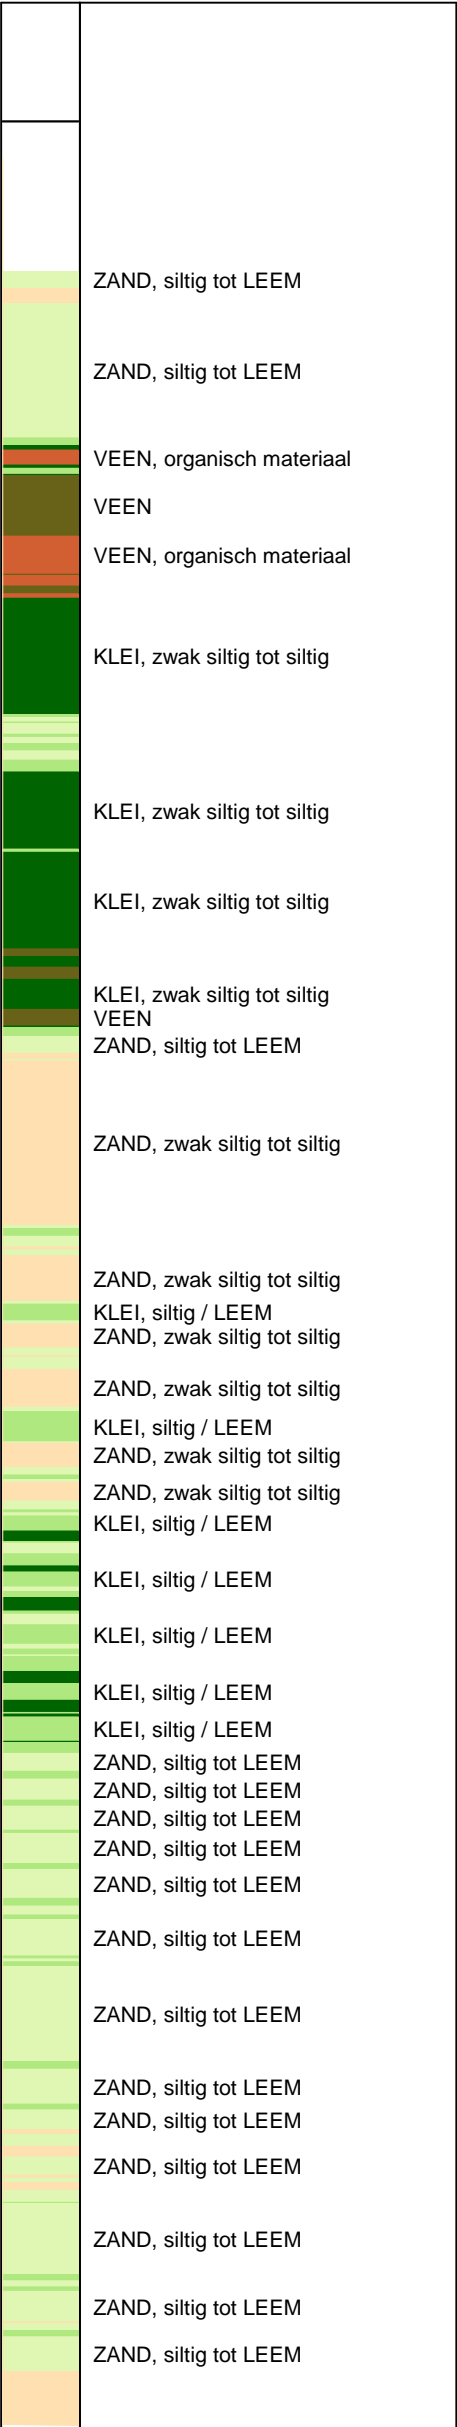 ZAND, siltig tot LEEM
ZAND, siltig tot LEEM
VEEN, organisch materiaal
VEEN
VEEN, organisch materiaal
KLEI, zwak siltig tot siltig
KLEI, zwak siltig tot siltig
KLEI, zwak siltig tot siltig
KLEI, zwak siltig tot siltig
VEEN
ZAND, siltig tot LEEM
ZAND, zwak siltig tot siltig
ZAND, zwak siltig tot siltig
KLEI, siltig / LEEM
ZAND, zwak siltig tot siltig
ZAND, zwak siltig tot siltig
KLEI, siltig / LEEM
ZAND, zwak siltig tot siltig
ZAND, zwak siltig tot siltig
KLEI, siltig / LEEM
KLEI, siltig / LEEM
KLEI, siltig / LEEM
KLEI, siltig / LEEM
KLEI, siltig / LEEM
ZAND, siltig tot LEEM
ZAND, siltig tot LEEM
ZAND, siltig tot LEEM
ZAND, siltig tot LEEM
ZAND, siltig tot LEEM
ZAND, siltig tot LEEM
ZAND, siltig tot LEEM
ZAND, siltig tot LEEM
ZAND, siltig tot LEEM
ZAND, siltig tot LEEM
ZAND, siltig tot LEEM
ZAND, siltig tot LEEM
ZAND, siltig tot LEEM